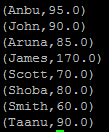 (Anbu,95.0)
(John,90.0)
(Aruna,85.0)
(James,170.0)
(Scott,70.0)
(Shoba,80.0)
(Smith,60.0)
(Taanu,90.0)